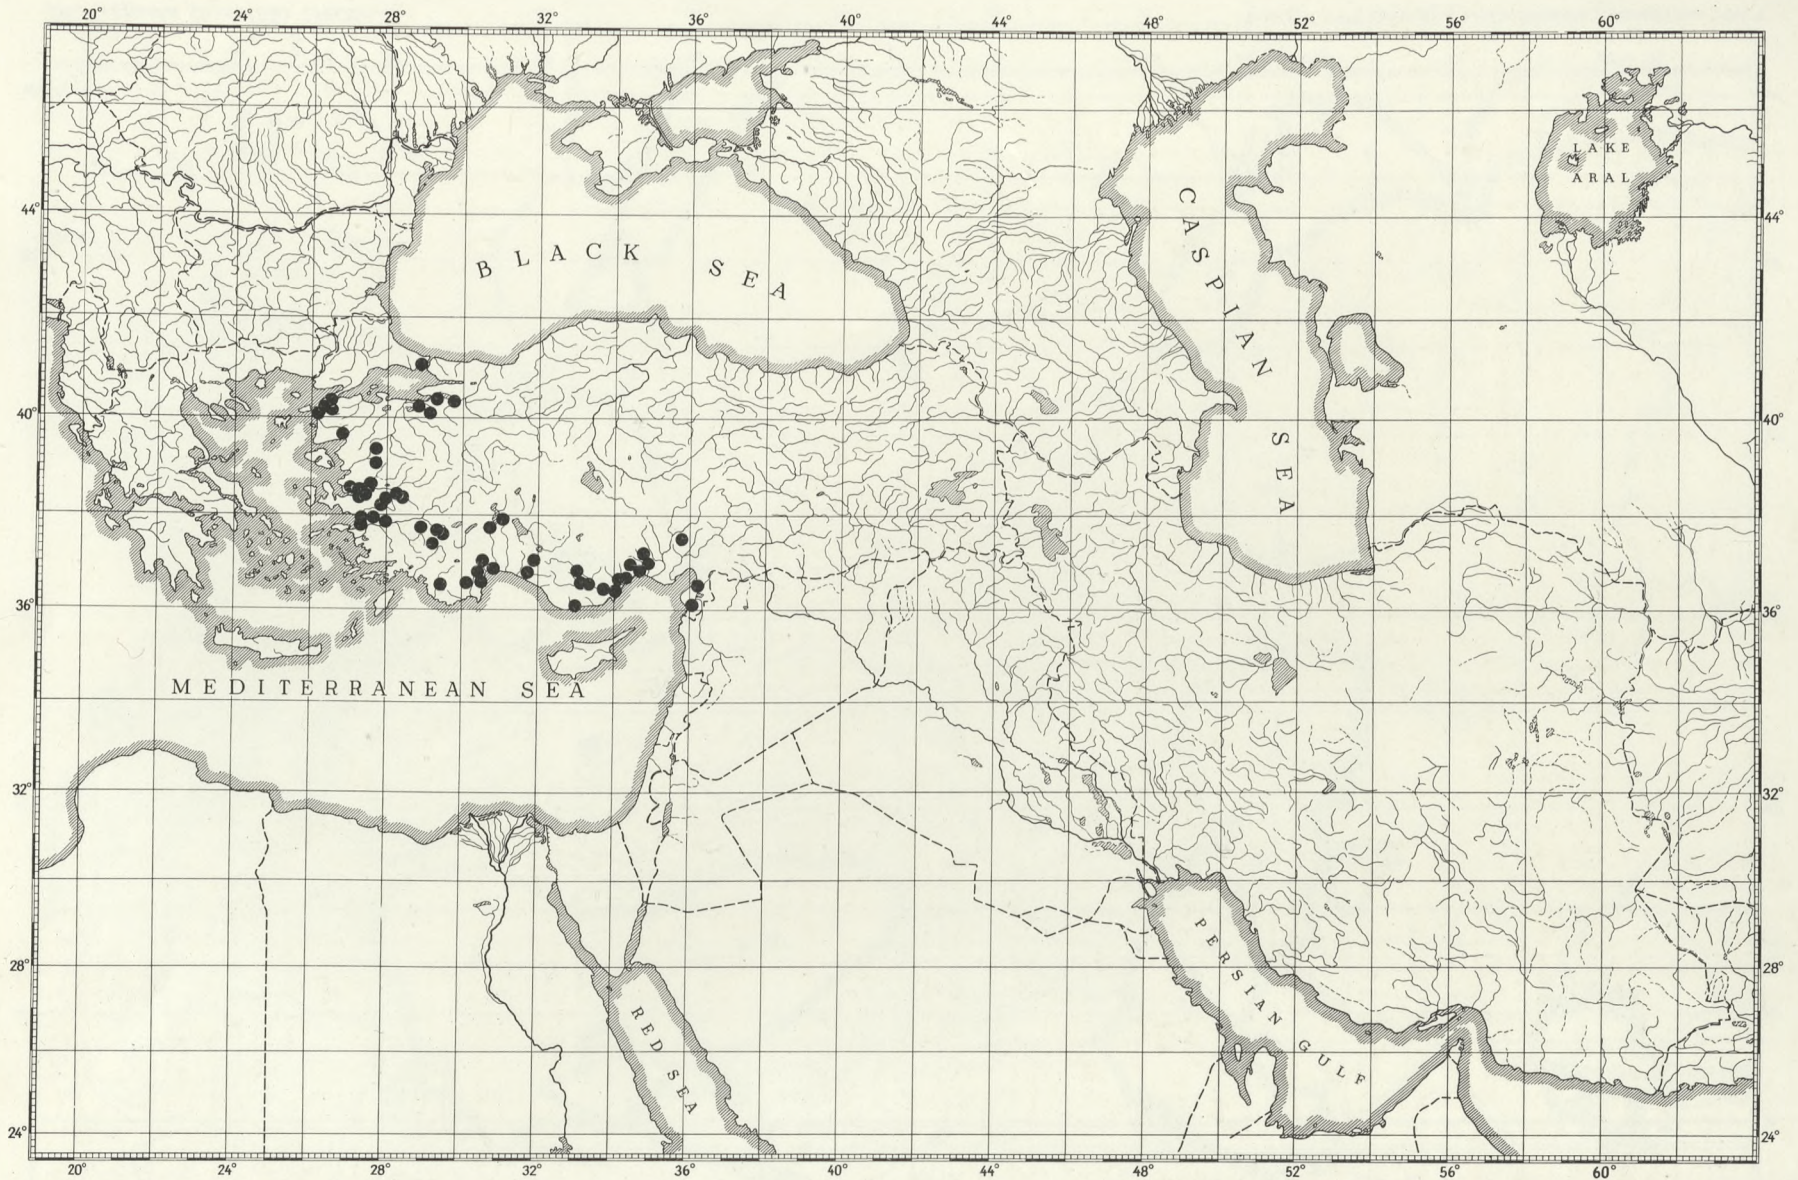 20° 24° 28° 32° 36° 40° 44° 48° 52° 56° 60°
LAKE
ARAL
44° 44°
CASPIAN SEA
BLACK SEA
40° 40°
36° 36°
MEDITERRANEAN SEA
32° 32°
PERSIAN GULF
28° 28°
RED SEA
24° 24°
20° 24° 28° 32° 36° 40° 44° 48° 52° 56° 60°